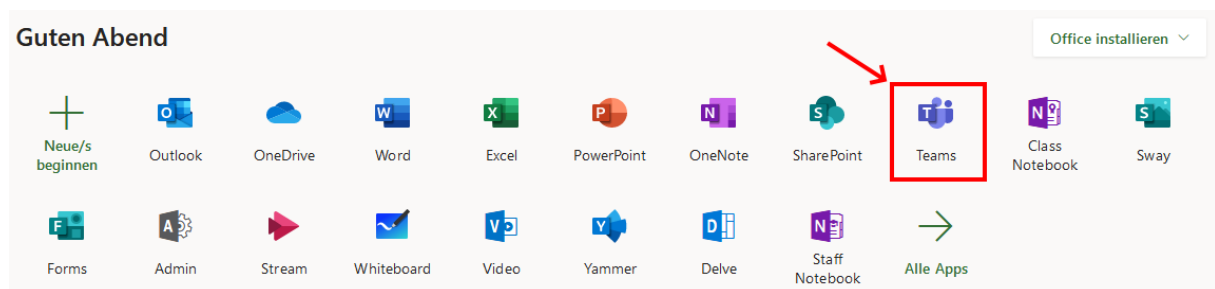 Guten Abend
Office installieren
Neue/s beginnen
Outlook
OneDrive
Word
Excel
PowerPoint
OneNote
SharePoint
Teams
Class Notebook
Sway
Forms
Admin
Stream
Whiteboard
Video
Yammer
Delve
Staff Notebook
Alle Apps